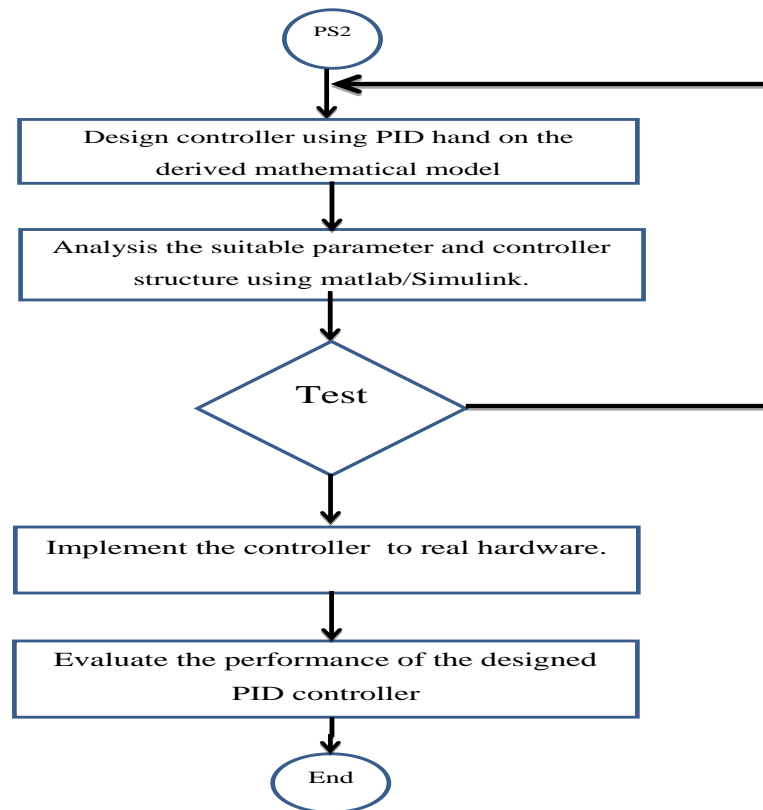 PS2
Design controller using PID hand on the
derived mathematical model
Analysis the suitable parameter and controller
structure using matlab/Simulink.
Test
Implement the controller to real hardware.
Evaluate the performance of the designed
PID controller
End